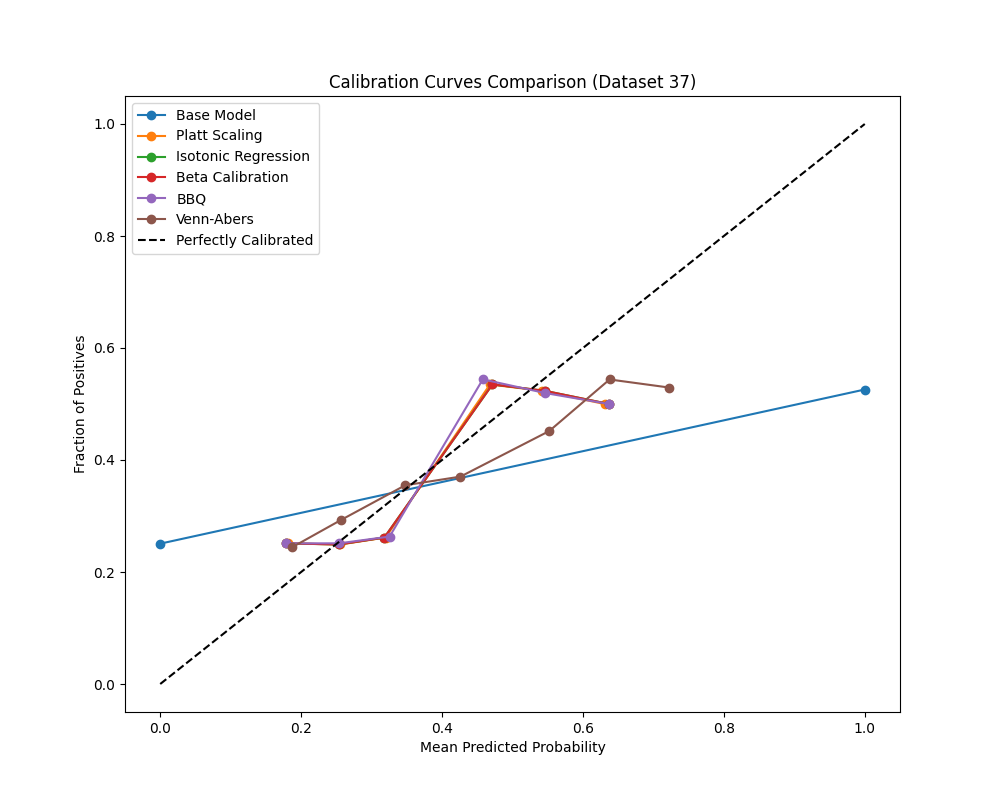 Calibration Curves Comparison (Dataset 37)
Base Model
Platt Scaling
Isotonic Regression
Beta Calibration
BBQ
Venn-Abers
Perfectly Calibrated
Fraction of Positives
1.0
0.8
0.6
0.4
0.2
0.0
0.0 0.2 0.4 0.6 0.8 1.0
Mean Predicted Probability